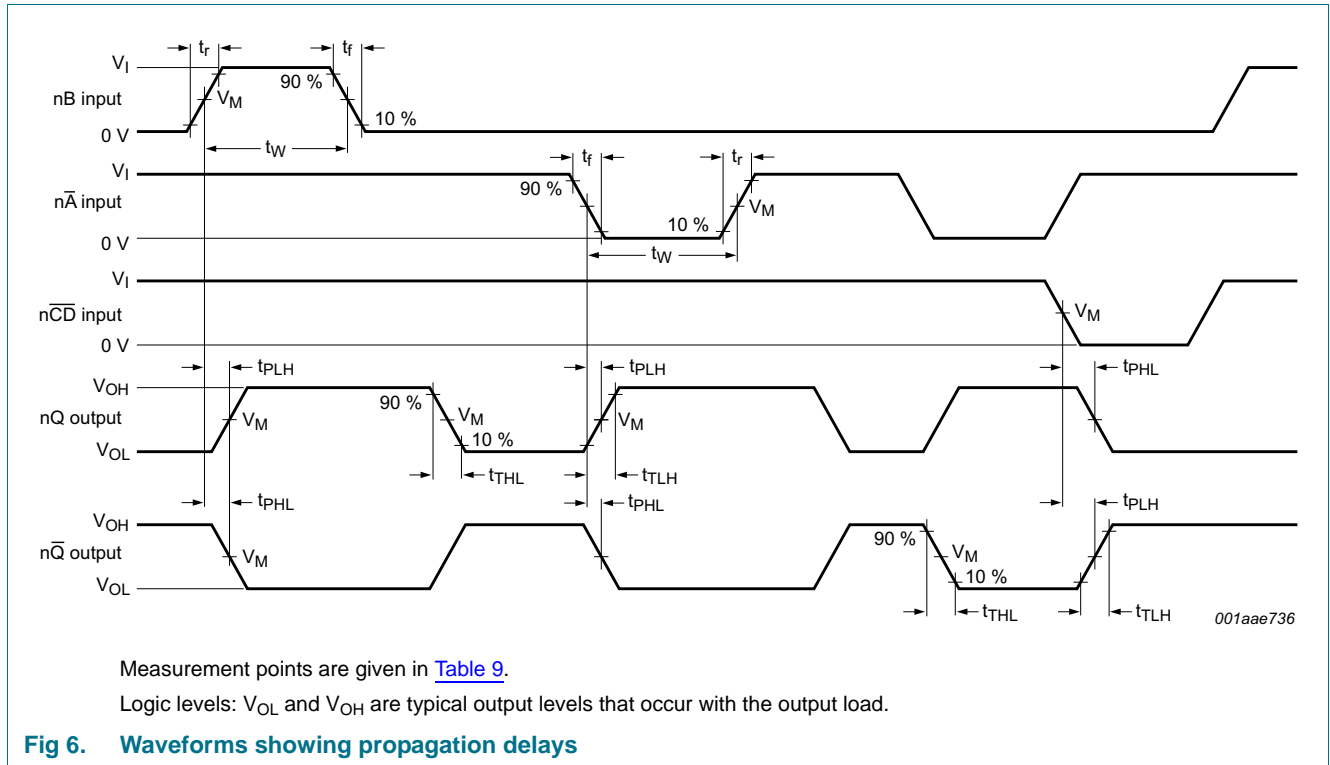 tr
tf
VI
90 %
nB input
VM
10 %
0 V
tW
VI
tf
tr
90 %
nA̅ input
VM
10 %
0 V
tW
VI
nC̅D̅ input
VM
0 V
tPLH
tPLH
tPHL
VOH
90 %
nQ output
VM
VM
VM
10 %
VOL
tTHL
tTLH
tPHL
tPHL
tPLH
VOH
90 %
nQ̅ output
VM
VM
10 %
VOL
tTHL
tTLH
001aae736
Measurement points are given in Table 9.
Logic levels: VOL and VOH are typical output levels that occur with the output load.
Fig 6. Waveforms showing propagation delays